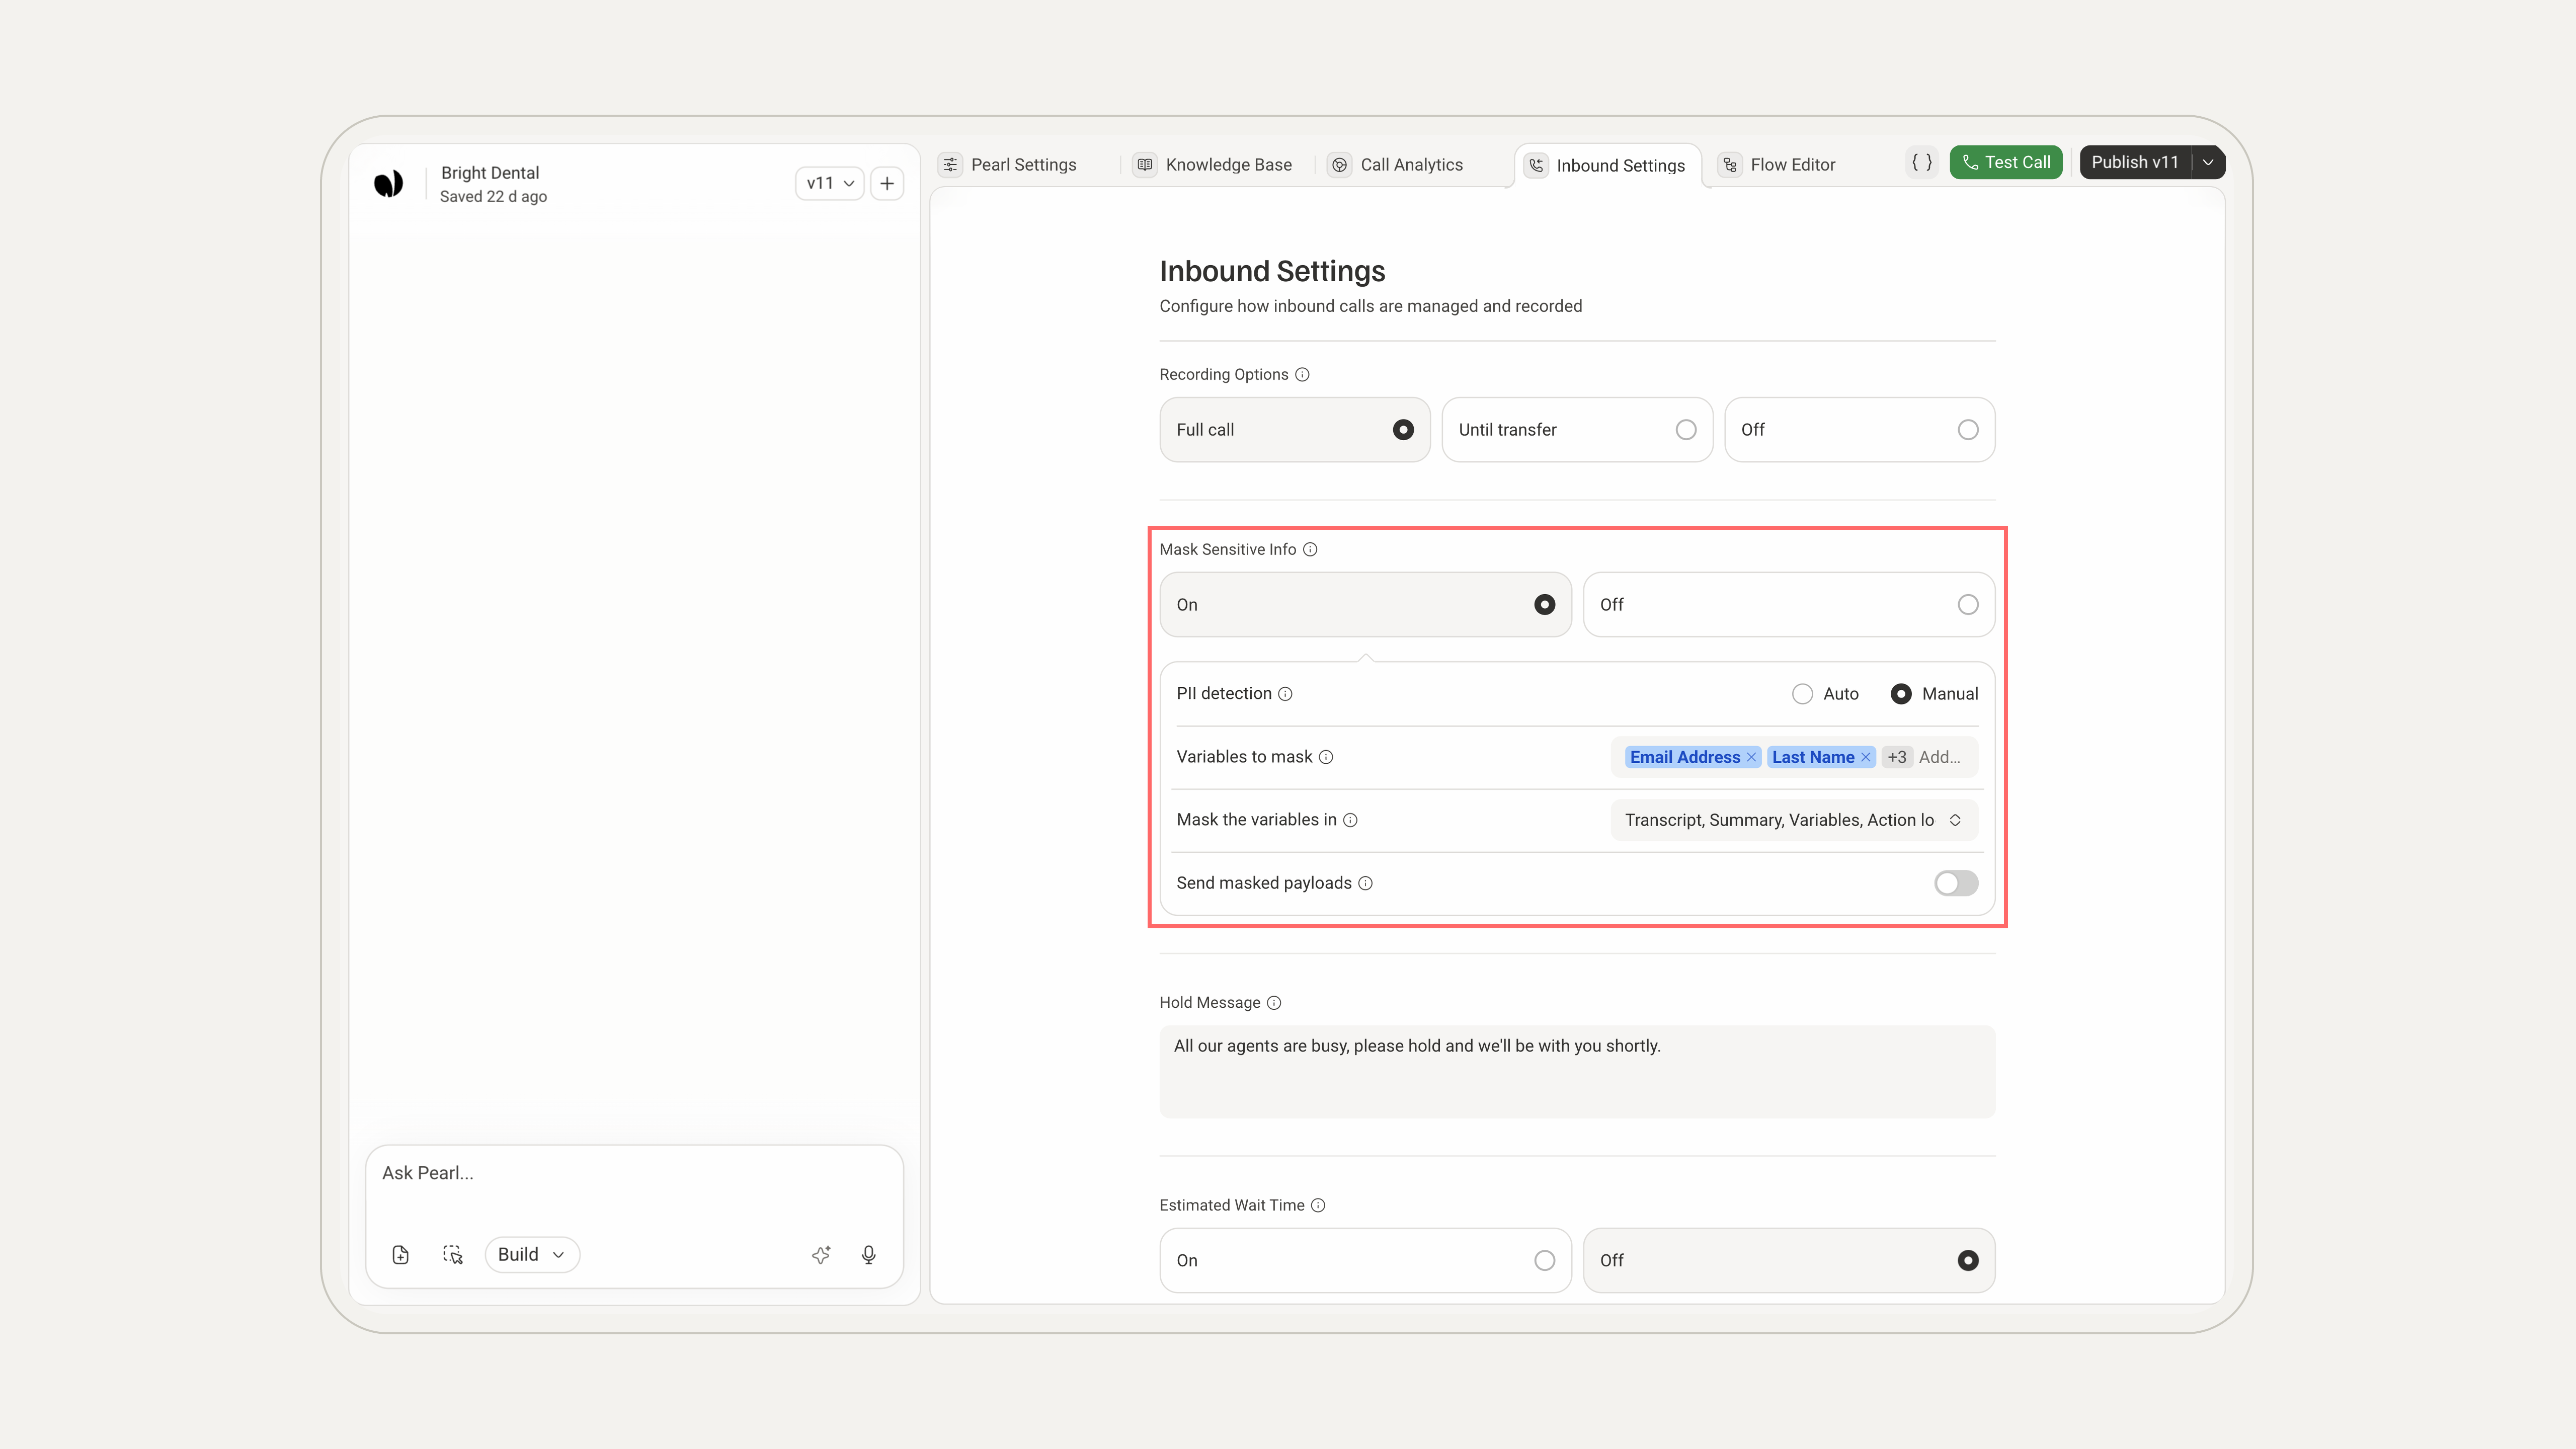 Bright Dental
Saved 22 d ago
v11
Pearl Settings
Knowledge Base
Call Analytics
Inbound Settings
Flow Editor
{ }
Test Call
Publish v11
Inbound Settings
Configure how inbound calls are managed and recorded
Recording Options
Full call
Until transfer
Off
Mask Sensitive Info
On
Off
PII detection
Auto
Manual
Variables to mask
Email Address × Last Name × +3 Add...
Mask the variables in
Transcript, Summary, Variables, Action lo
Send masked payloads
Hold Message
All our agents are busy, please hold and we'll be with you shortly.
Estimated Wait Time
On
Off
Ask Pearl...
Build